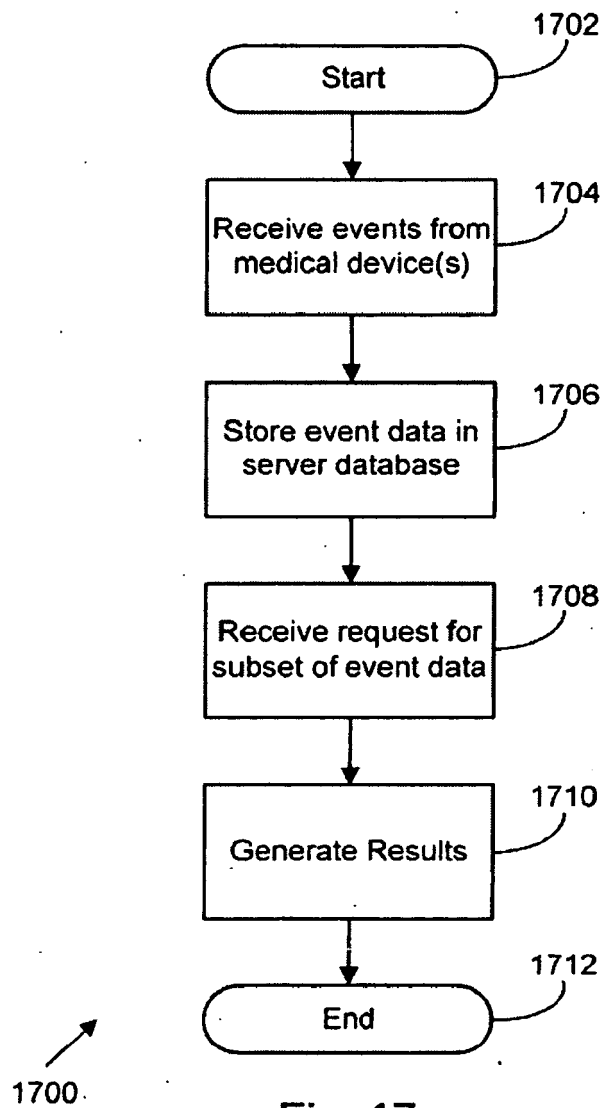 1702
Start
1704
Receive events from
medical device(s)
1706
Store event data in
server database
1708
Receive request for
subset of event data
1710
Generate Results
1712
End
1700